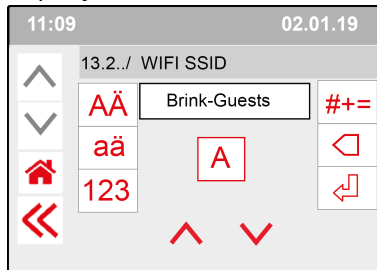 11:09 02.01.19
13.2../ WIFI SSID
AÄ Brink-Guests #+=
aä A
123